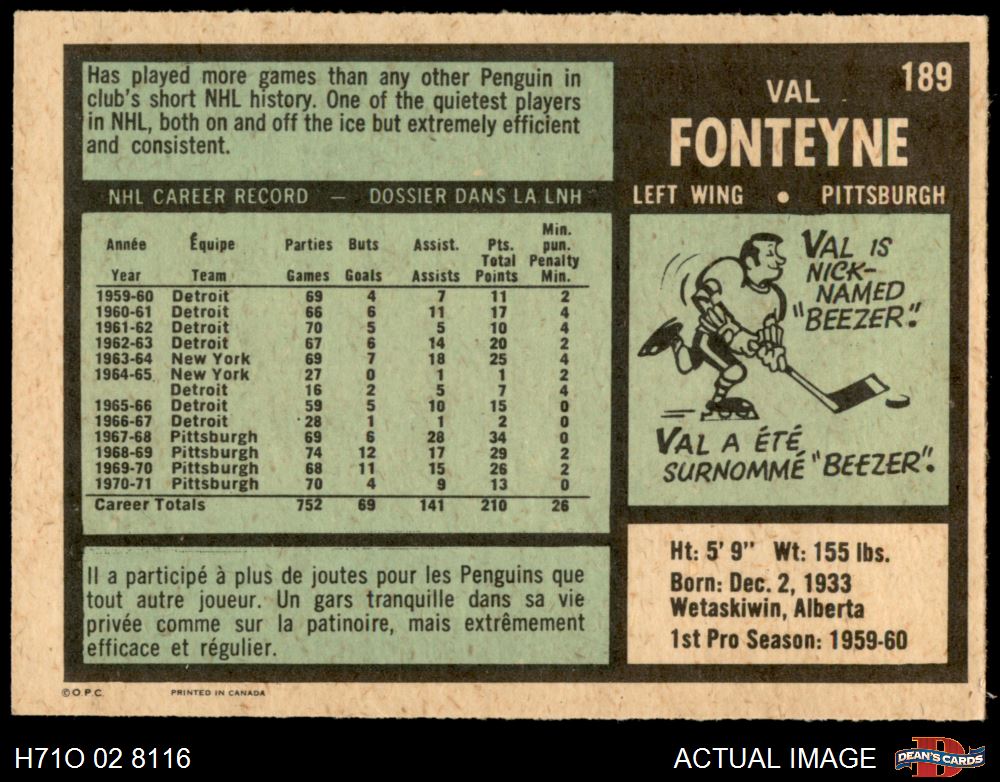 Has played more games than any other Penguin in
club's short NHL history. One of the quietest players
in NHL, both on and off the ice but extremely efficient
and consistent.
189
VAL
FONTEYNE
LEFT WING • PITTSBURGH
NHL CAREER RECORD — DOSSIER DANS LA LNH
Année Équipe Parties Buts Assist. Pts. Min. pun.
Year Team Games Goals Assists Total Points Penalty Min.
1959-60 Detroit 69 4 7 11 2
1960-61 Detroit 66 6 11 17 4
1961-62 Detroit 70 5 5 10 4
1962-63 Detroit 67 6 14 20 2
1963-64 New York 69 7 18 25 4
1964-65 New York 27 0 1 1 2
Detroit 16 2 5 7 4
1965-66 Detroit 59 5 10 15 0
1966-67 Detroit 28 1 1 2 0
1967-68 Pittsburgh 69 6 28 34 0
1968-69 Pittsburgh 74 12 17 29 2
1969-70 Pittsburgh 68 11 15 26 2
1970-71 Pittsburgh 70 4 9 13 0
Career Totals 752 69 141 210 26
VAL IS
NICK-
NAMED
"BEEZER".
VAL A ÉTÉ
SURNOMMÉ "BEEZER".
Il a participé à plus de joutes pour les Penguins que
tout autre joueur. Un gars tranquille dans sa vie
privée comme sur la patinoire, mais extrêmement
efficace et régulier.
Ht: 5' 9" Wt: 155 lbs.
Born: Dec. 2, 1933
Wetaskiwin, Alberta
1st Pro Season: 1959-60
© O.P.C. PRINTED IN CANADA
H71O 02 8116
ACTUAL IMAGE
D
DEAN'S CARDS